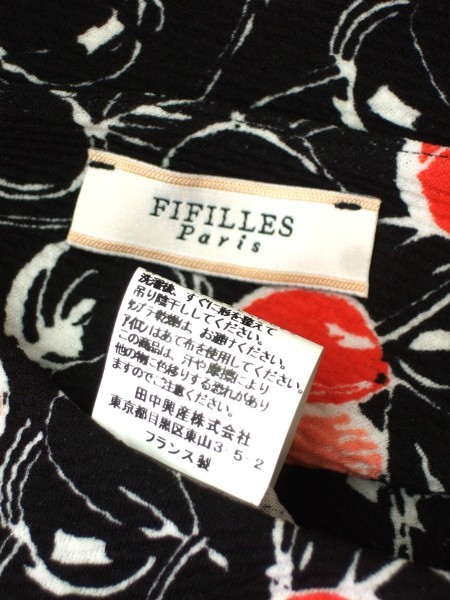 FIFILLES
Paris
洗濯後、すぐに形を整えて
吊り陰干ししてください。
タンブラ乾燥は、お避けください。
アイロンはあて布を使用してください。
この商品は、汗や摩擦により
他の物に色移りする恐れがあり
ますので、ご注意ください。
田中興産株式会社
東京都目黒区東山3-5-2
フランス製